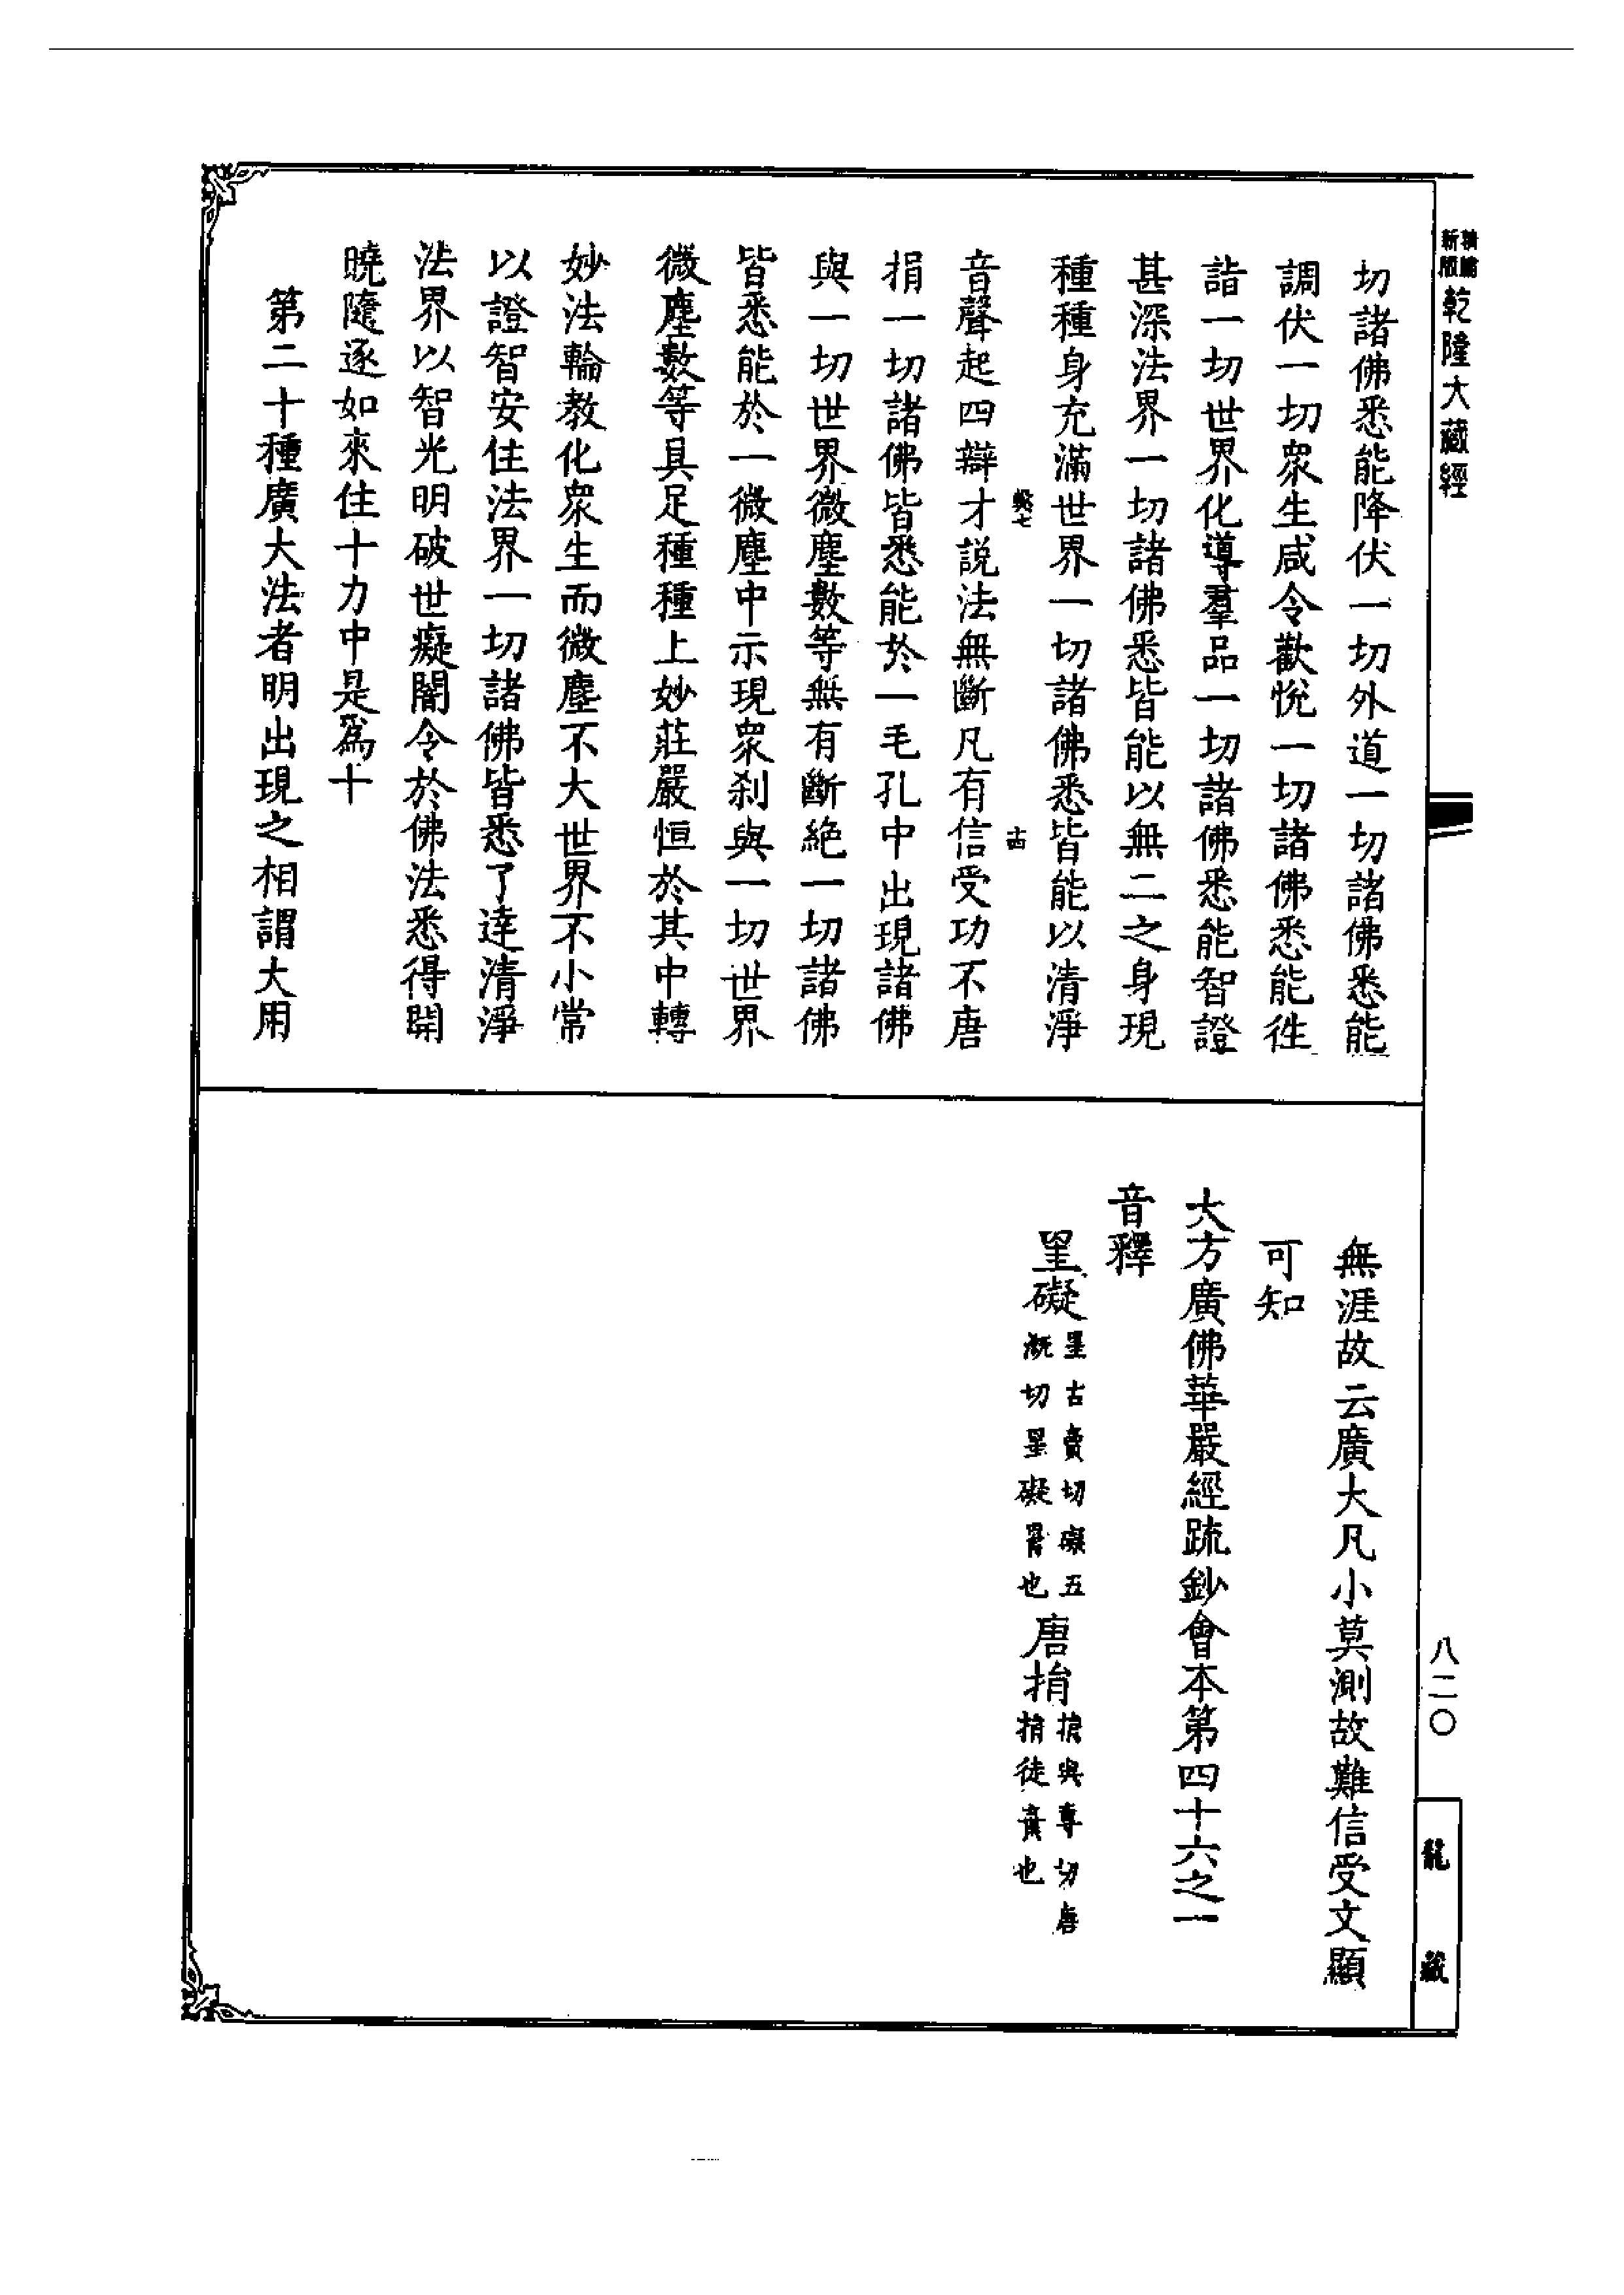 乾隆大藏經
切諸佛悉能降伏一切外道一切諸佛悉能
調伏一切衆生咸令歡悅一切諸佛悉能徃
詣一切世界化導羣品一切諸佛悉能智證
甚深法界一切諸佛悉皆能以無二之身現
種種身充滿世界一切諸佛悉皆能以清淨
音聲起四辯才説法無斷凡有信受功不唐
捐一切諸佛皆悉能於一毛孔中出現諸佛
與一切世界微塵數等無有斷絶一切諸佛
皆悉能於一微塵中示現衆刹與一切世界
微塵數等具足種種上妙莊嚴恒於其中轉
妙法輪教化衆生而微塵不大世界不小常
以證智安住法界一切諸佛皆悉了達清淨
法界以智光明破世癡闇令於佛法悉得開
曉隨逐如來住十力中是爲十
第二十種廣大法者明出現之相謂大用
無涯故云廣大凡小莫測故難信受文顯
可知
大方廣佛華嚴經疏鈔會本第四十六之一
音釋
罣礙
罣古賣切礙五
漑切罣礙罥也
唐捐
捐與專切唐
捐徒棄也
八二〇
龍藏